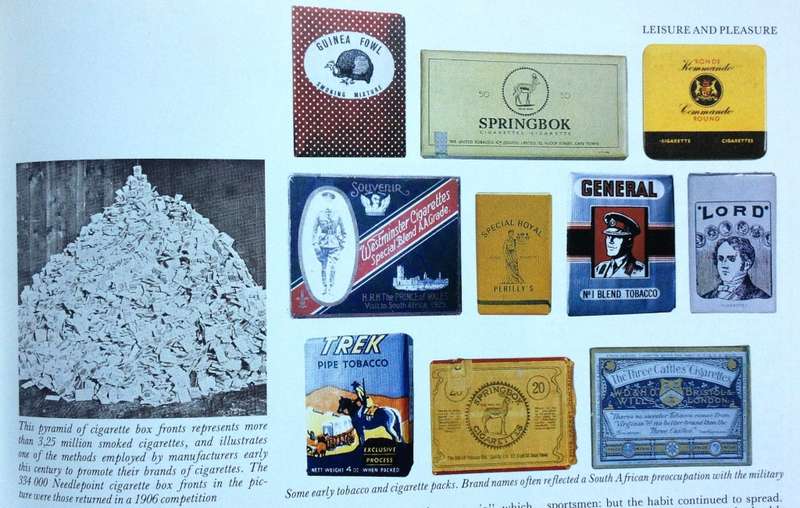 LEISURE AND PLEASURE
GUINEA FOWL
SMOKING MIXTURE
50 50
SPRINGBOK
CIGARETTES · CIGARETTE
RONDE
Kommando
Commando
ROUND
CIGARETTES CIGARETTES
SOUVENIR
Westminster Cigarettes
Special Blend A.A. Grade.
H.R.H. The PRINCE of WALES
Visit to South Africa, 1925
SPECIAL ROYAL
PERILLY'S
GENERAL
No 1 BLEND TOBACCO
"LORD"
TREK
PIPE TOBACCO
EXCLUSIVE
PROCESS
NETT WEIGHT 4 OZ WHEN PACKED
20 20
SPRINGBOK
CIGARETTES
The Three Castles Cigarettes
W.D. & H.O. BRISTOL &
WILLS LONDON.
"There's no sweeter tobacco comes from
Virginia & no better brand than the
Three Castles"
This pyramid of cigarette box fronts represents more
than 3,25 million smoked cigarettes, and illustrates
one of the methods employed by manufacturers early
this century to promote their brands of cigarettes. The
334 000 Needlepoint cigarette box fronts in the pic-
ture were those returned in a 1906 competition
Some early tobacco and cigarette packs. Brand names often reflected a South African preoccupation with the military
which
sportsmen: but the habit continued to spread.